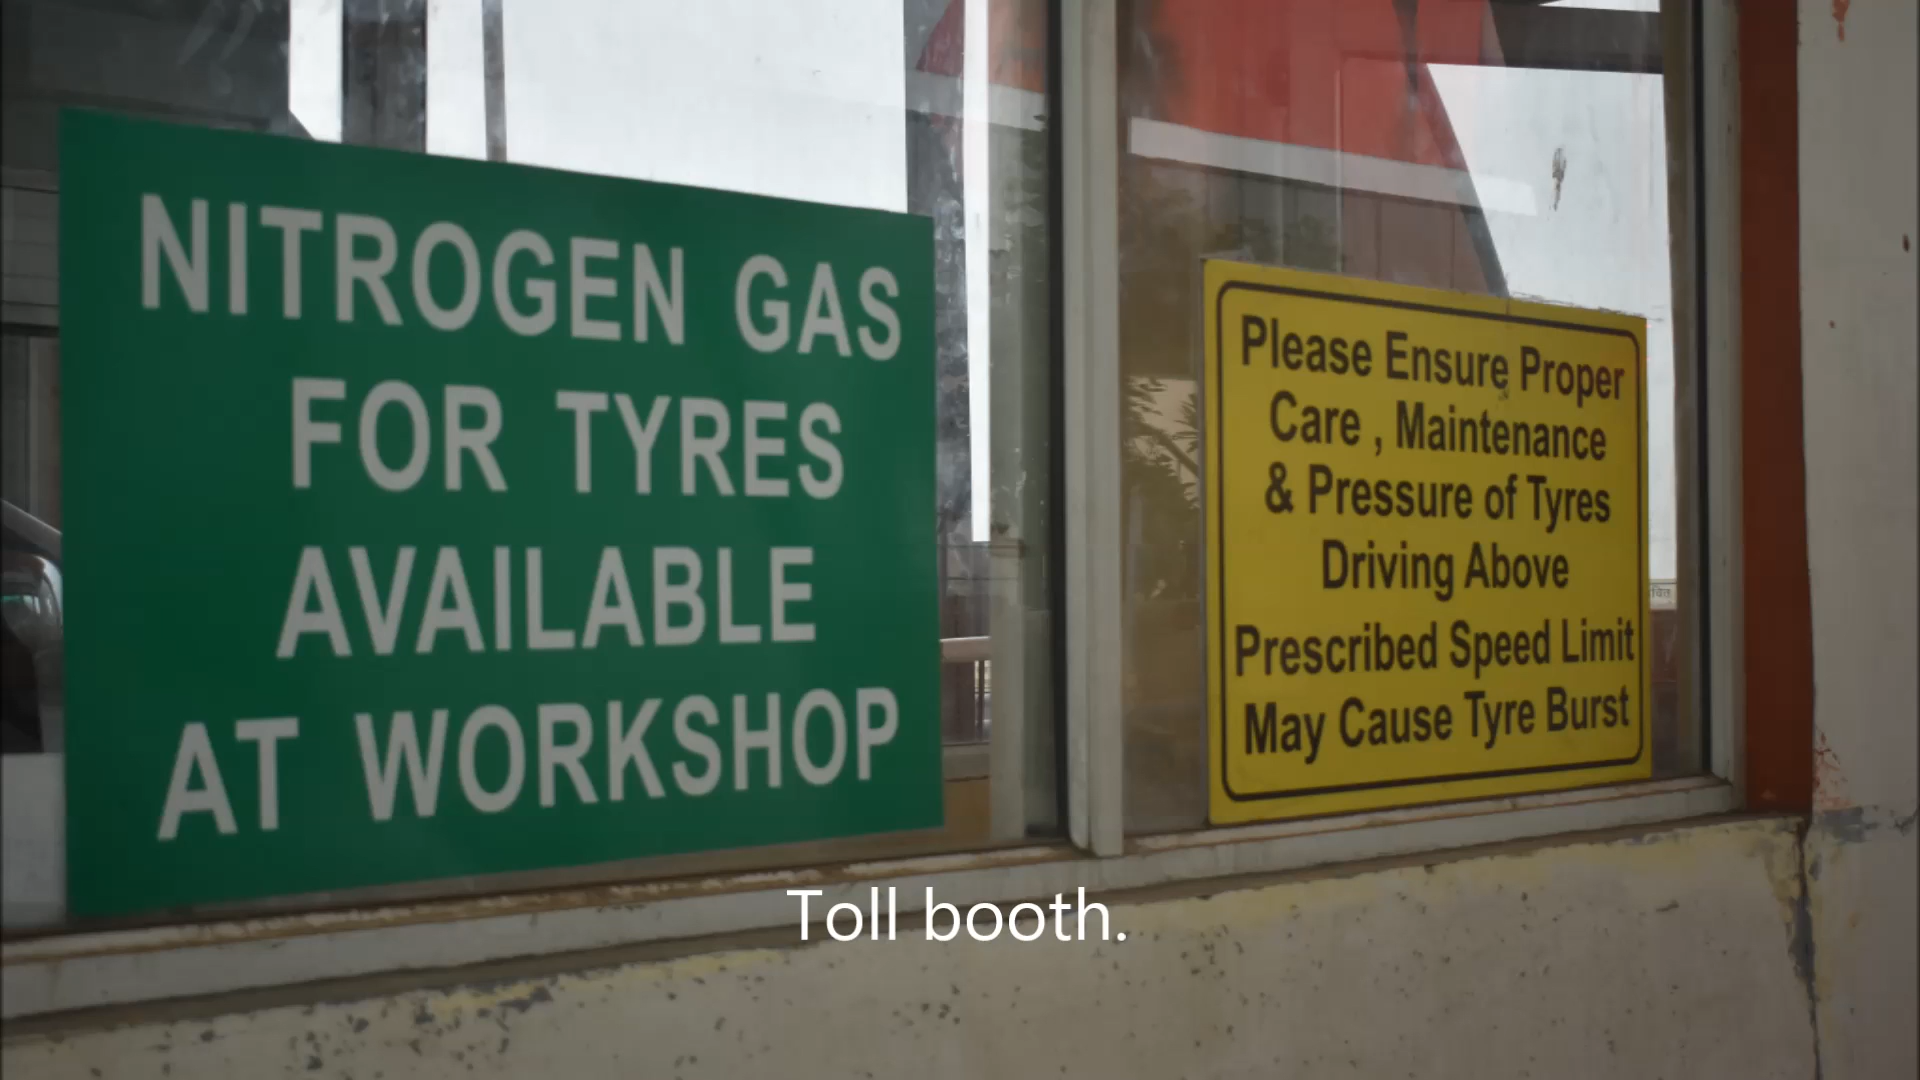 NITROGEN GAS
FOR TYRES
AVAILABLE
AT WORKSHOP
Please Ensure Proper
Care , Maintenance
& Pressure of Tyres
Driving Above
Prescribed Speed Limit
May Cause Tyre Burst
Toll booth.